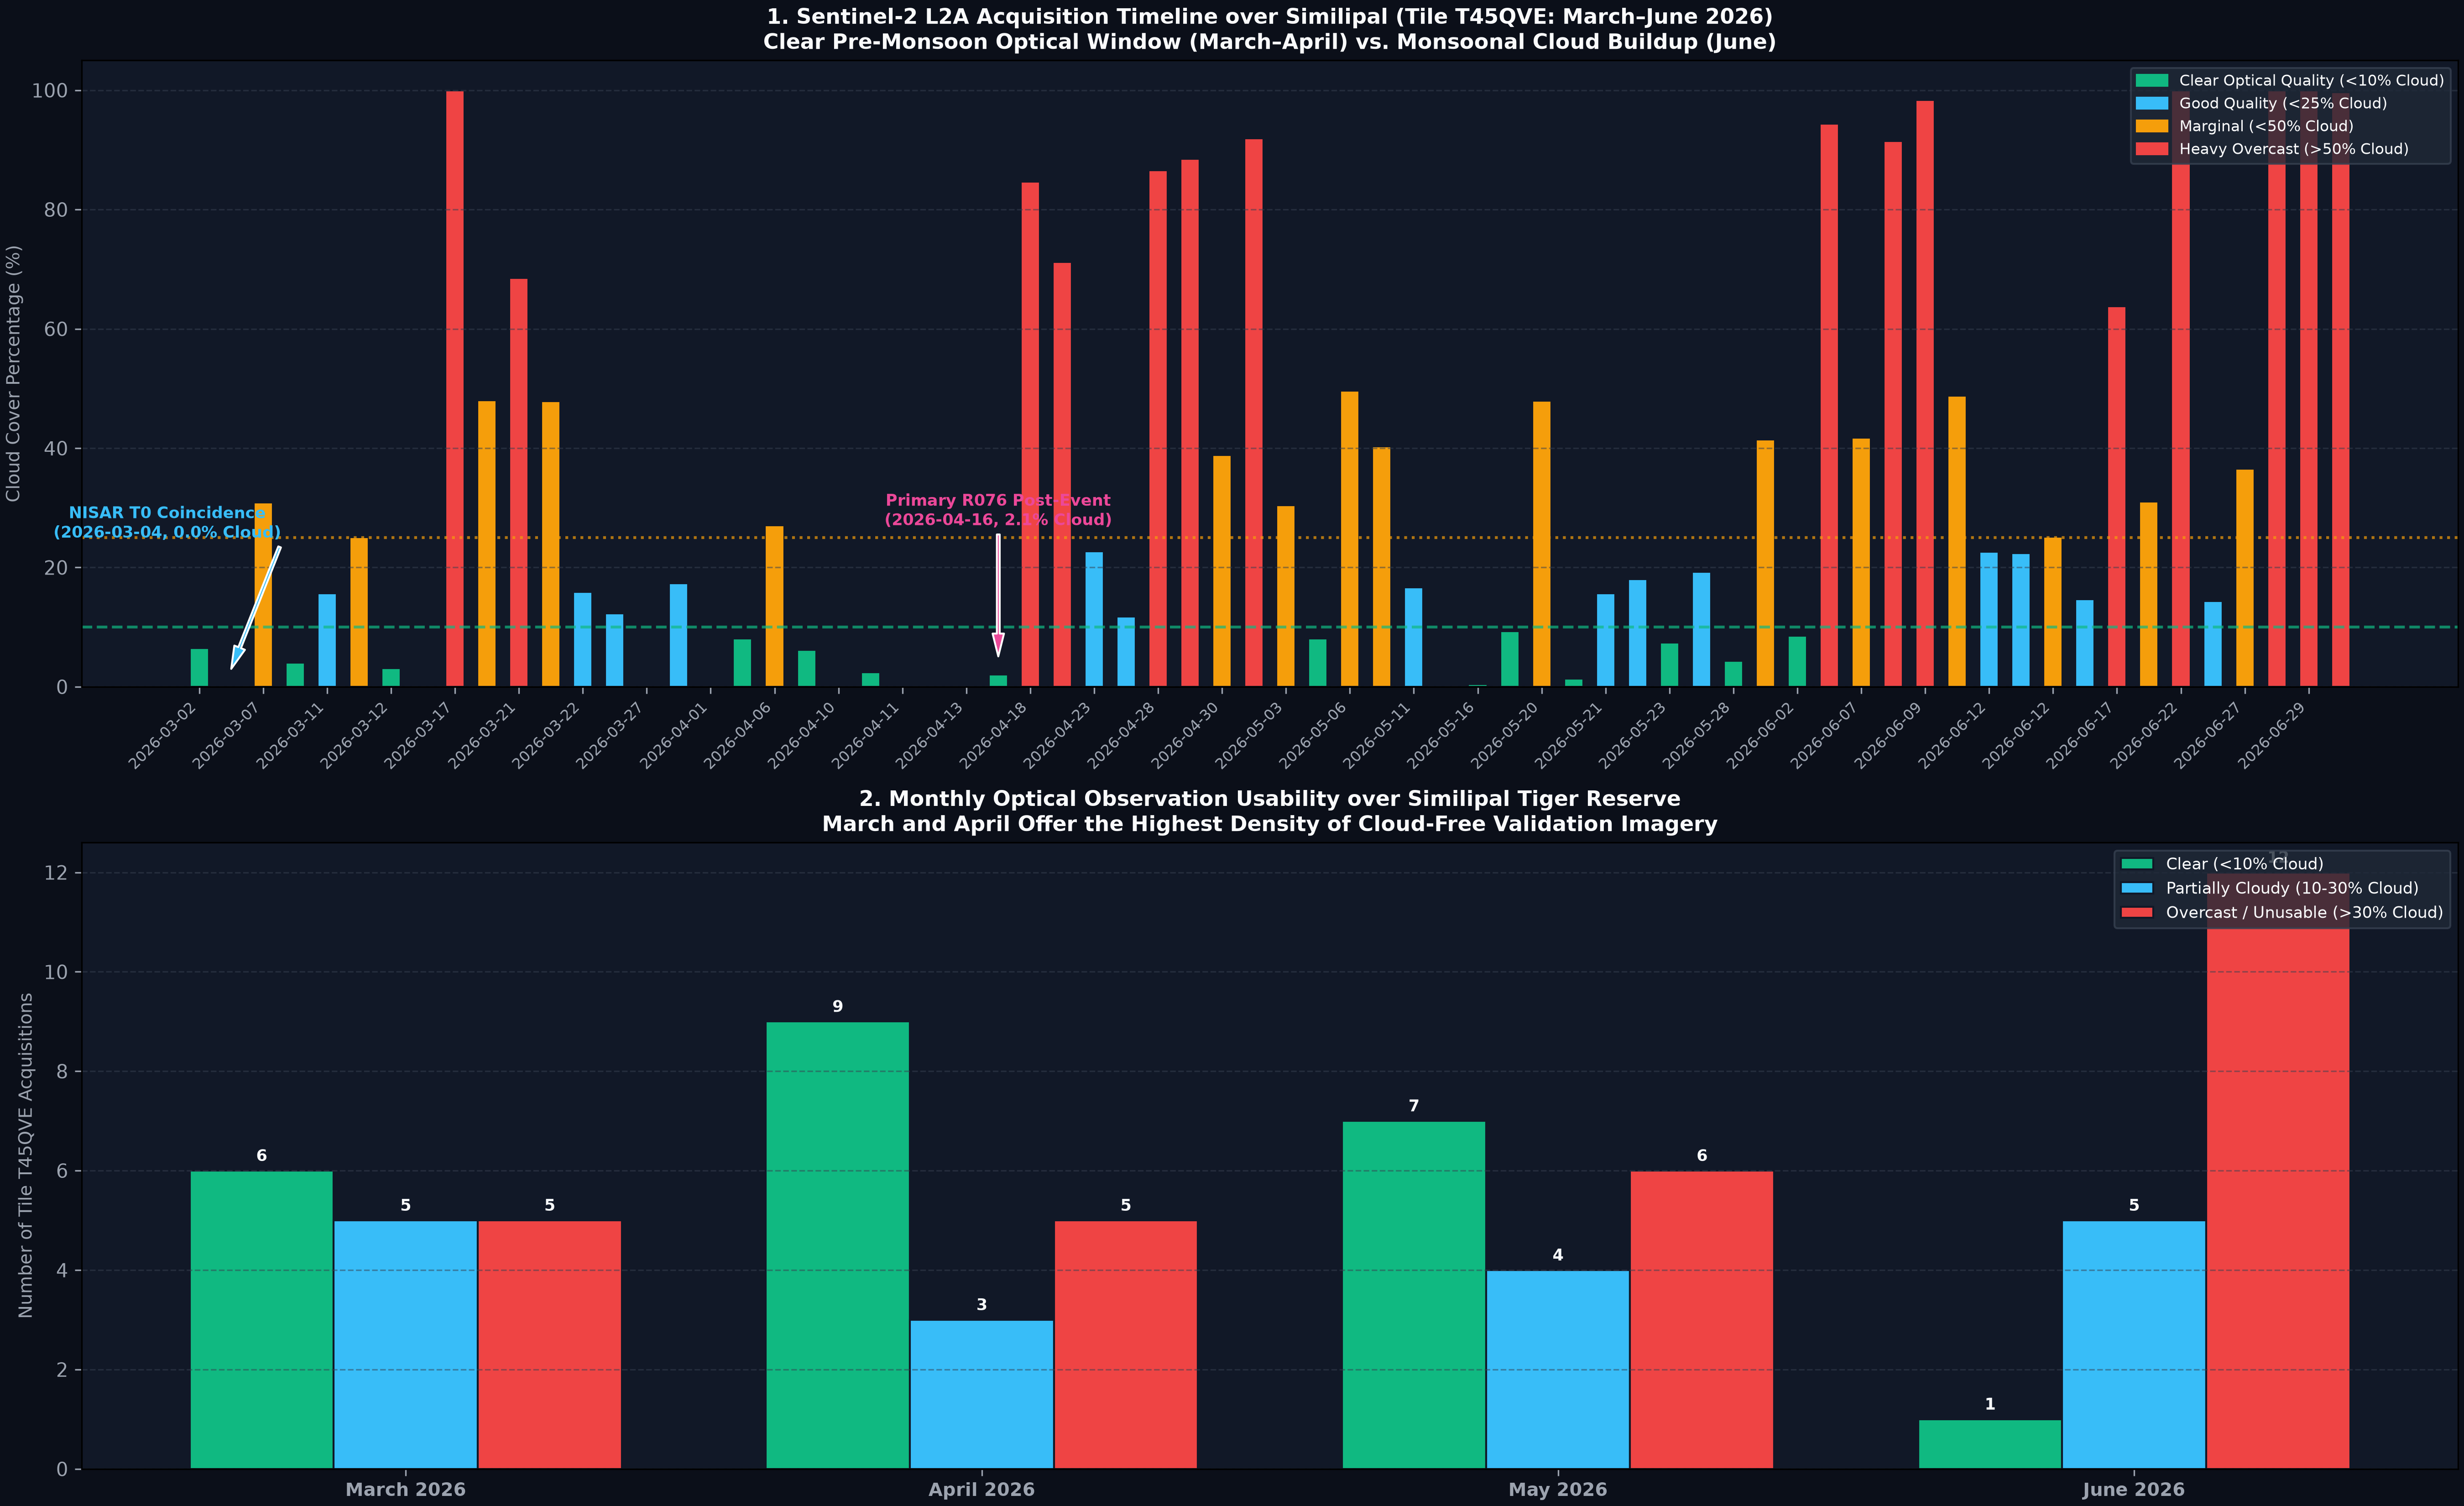 1. Sentinel-2 L2A Acquisition Timeline over Similipal (Tile T45QVE: March–June 2026)
Clear Pre-Monsoon Optical Window (March–April) vs. Monsoonal Cloud Buildup (June)
Cloud Cover Percentage (%)
100
80
60
40
20
0
Clear Optical Quality (<10% Cloud)
Good Quality (<25% Cloud)
Marginal (<50% Cloud)
Heavy Overcast (>50% Cloud)
NISAR T0 Coincidence
(2026-03-04, 0.0% Cloud)
Primary R076 Post-Event
(2026-04-16, 2.1% Cloud)
2026-03-02
2026-03-07
2026-03-11
2026-03-12
2026-03-17
2026-03-21
2026-03-22
2026-03-27
2026-04-01
2026-04-06
2026-04-10
2026-04-11
2026-04-13
2026-04-18
2026-04-23
2026-04-28
2026-04-30
2026-05-03
2026-05-06
2026-05-11
2026-05-16
2026-05-20
2026-05-21
2026-05-23
2026-05-28
2026-06-02
2026-06-07
2026-06-09
2026-06-12
2026-06-12
2026-06-17
2026-06-22
2026-06-27
2026-06-29
2. Monthly Optical Observation Usability over Similipal Tiger Reserve
March and April Offer the Highest Density of Cloud-Free Validation Imagery
Number of Tile T45QVE Acquisitions
12
10
8
6
4
2
0
Clear (<10% Cloud)
Partially Cloudy (10-30% Cloud)
Overcast / Unusable (>30% Cloud)
6
5
5
9
3
5
7
4
6
1
5
12
March 2026
April 2026
May 2026
June 2026